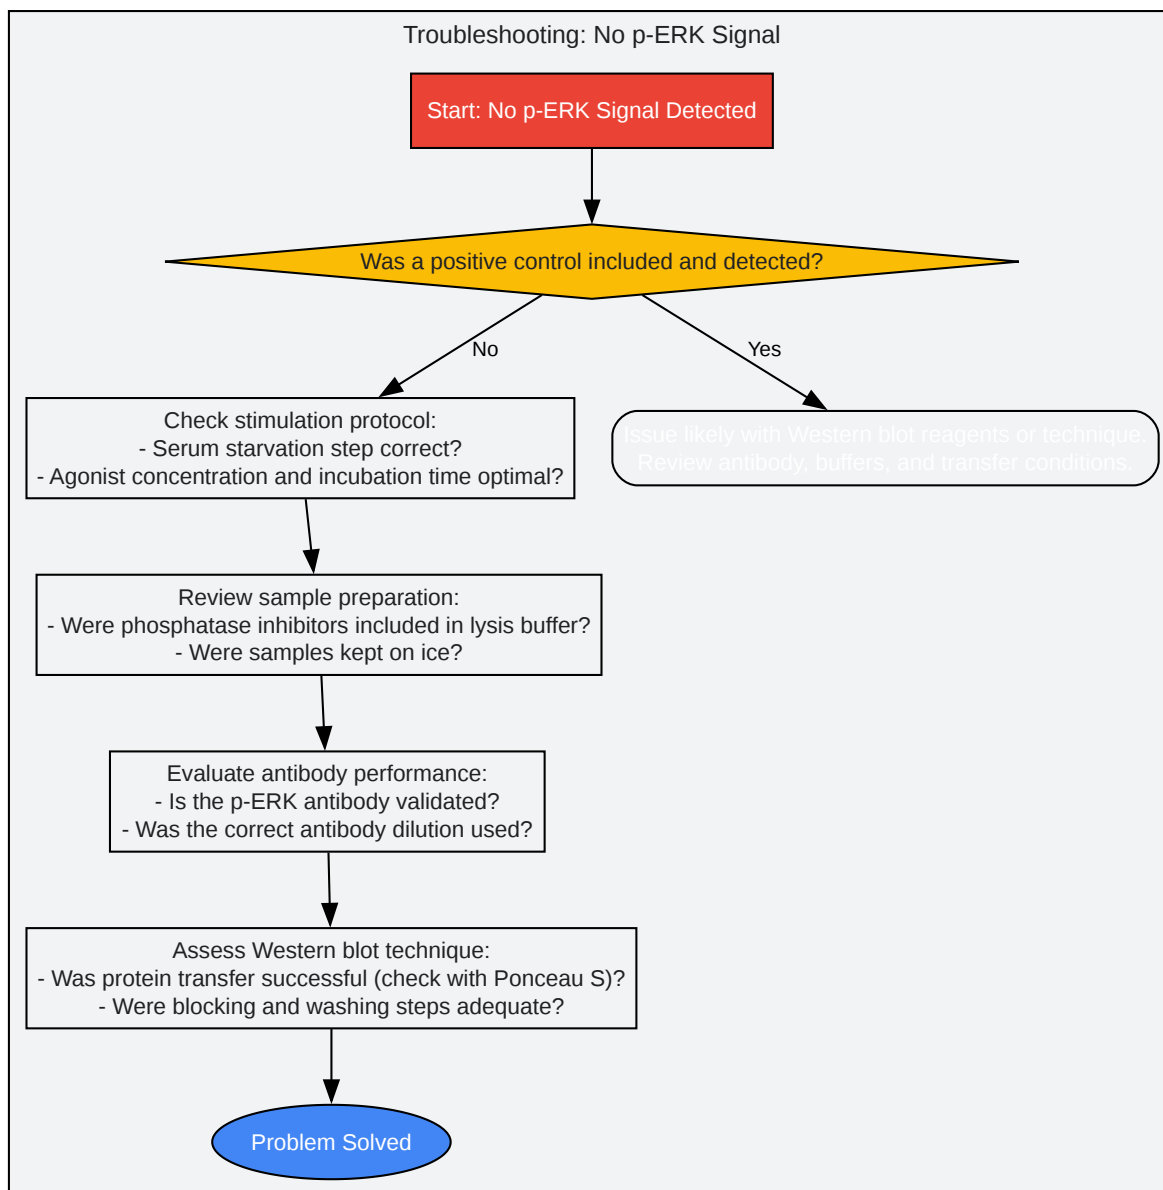 Troubleshooting: No p-ERK Signal
Start: No p-ERK Signal Detected
Was a positive control included and detected?
No
Yes
Check stimulation protocol:
- Serum starvation step correct?
- Agonist concentration and incubation time optimal?
Issue likely with Western blot reagents or technique.
Review antibody, buffers, and transfer conditions.
Review sample preparation:
- Were phosphatase inhibitors included in lysis buffer?
- Were samples kept on ice?
Evaluate antibody performance:
- Is the p-ERK antibody validated?
- Was the correct antibody dilution used?
Assess Western blot technique:
- Was protein transfer successful (check with Ponceau S)?
- Were blocking and washing steps adequate?
Problem Solved